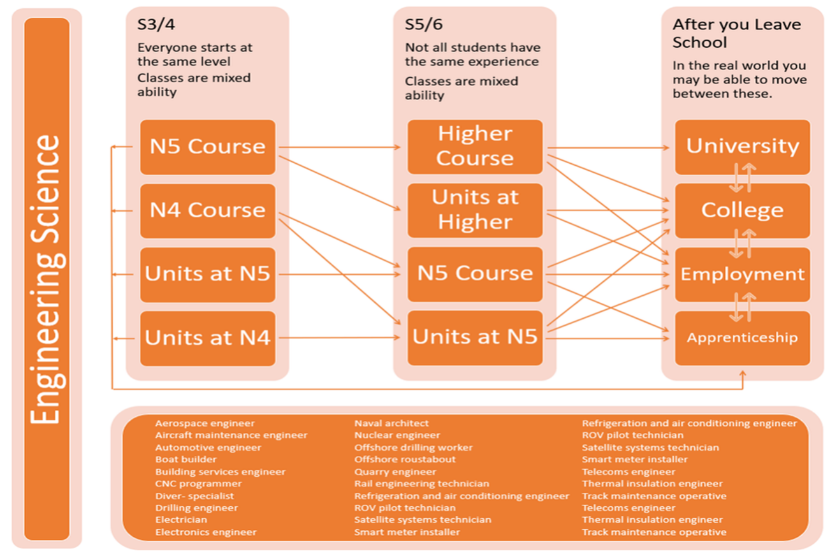 Engineering Science
S3/4
Everyone starts at
the same level
Classes are mixed
ability
N5 Course
N4 Course
Units at N5
Units at N4
S5/6
Not all students have
the same experience
Classes are mixed
ability
Higher
Course
Units at
Higher
N5 Course
Units at N5
After you Leave
School
In the real world you
may be able to move
between these.
University
College
Employment
Apprenticeship
Aerospace engineer
Aircraft maintenance engineer
Automotive engineer
Boat builder
Building services engineer
CNC programmer
Diver- specialist
Drilling engineer
Electrician
Electronics engineer
Naval architect
Nuclear engineer
Offshore drilling worker
Offshore roustabout
Quarry engineer
Rail engineering technician
Refrigeration and air conditioning engineer
ROV pilot technician
Satellite systems technician
Smart meter installer
Refrigeration and air conditioning engineer
ROV pilot technician
Satellite systems technician
Smart meter installer
Telecoms engineer
Thermal insulation engineer
Track maintenance operative
Telecoms engineer
Thermal insulation engineer
Track maintenance operative